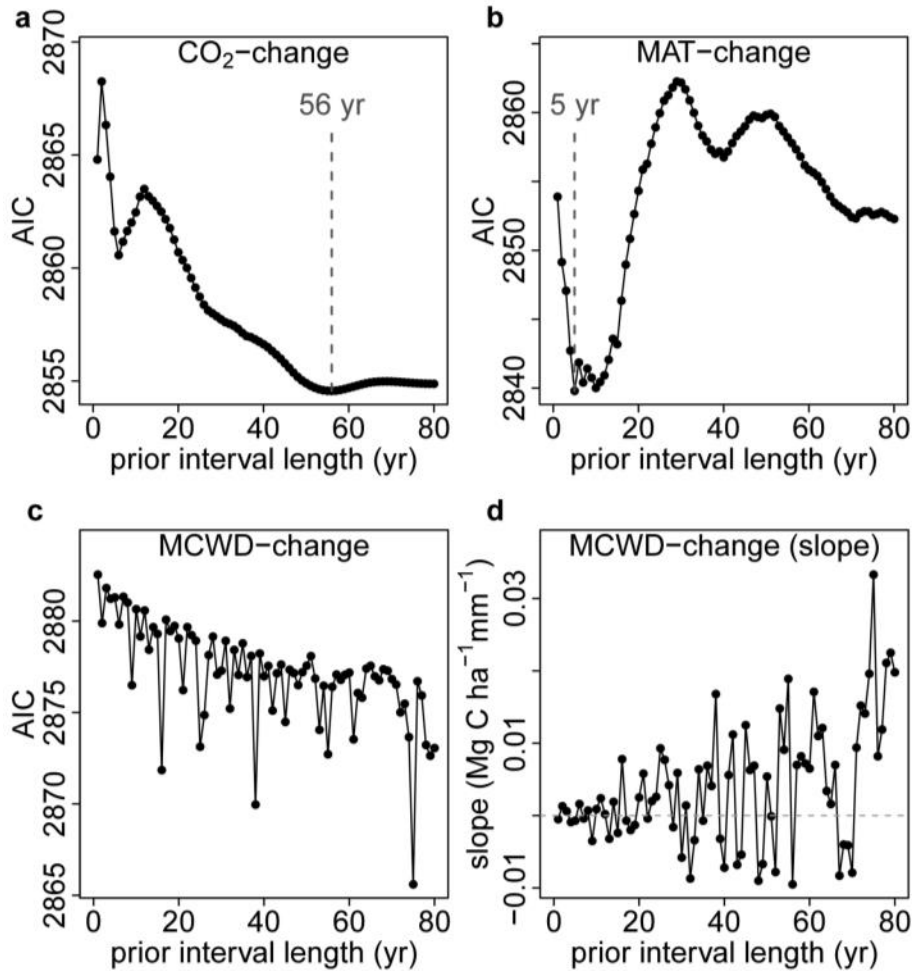 a
CO₂−change
56 yr
AIC
2870
2865
2860
2855
0 20 40 60 80
prior interval length (yr)
b
MAT−change
5 yr
AIC
2860
2850
2840
0 20 40 60 80
prior interval length (yr)
c
MCWD−change
AIC
2880
2875
2870
2865
0 20 40 60 80
prior interval length (yr)
d
MCWD−change (slope)
slope (Mg C ha⁻¹mm⁻¹)
0.03
0.01
−0.01
0 20 40 60 80
prior interval length (yr)